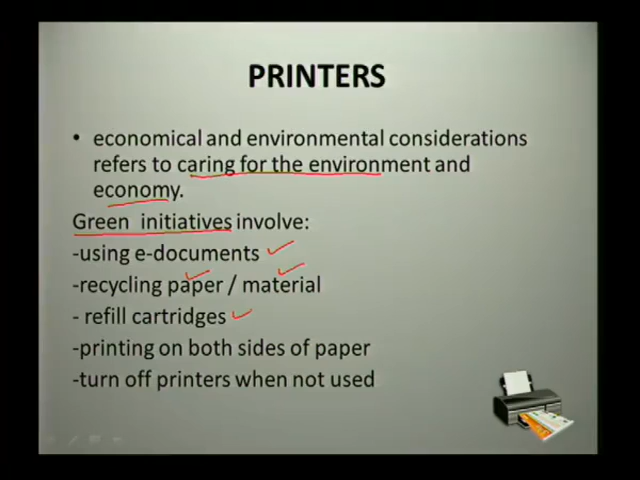 PRINTERS
• economical and environmental considerations
refers to caring for the environment and
economy.
Green initiatives involve:
-using e-documents
-recycling paper / material
- refill cartridges
-printing on both sides of paper
-turn off printers when not used